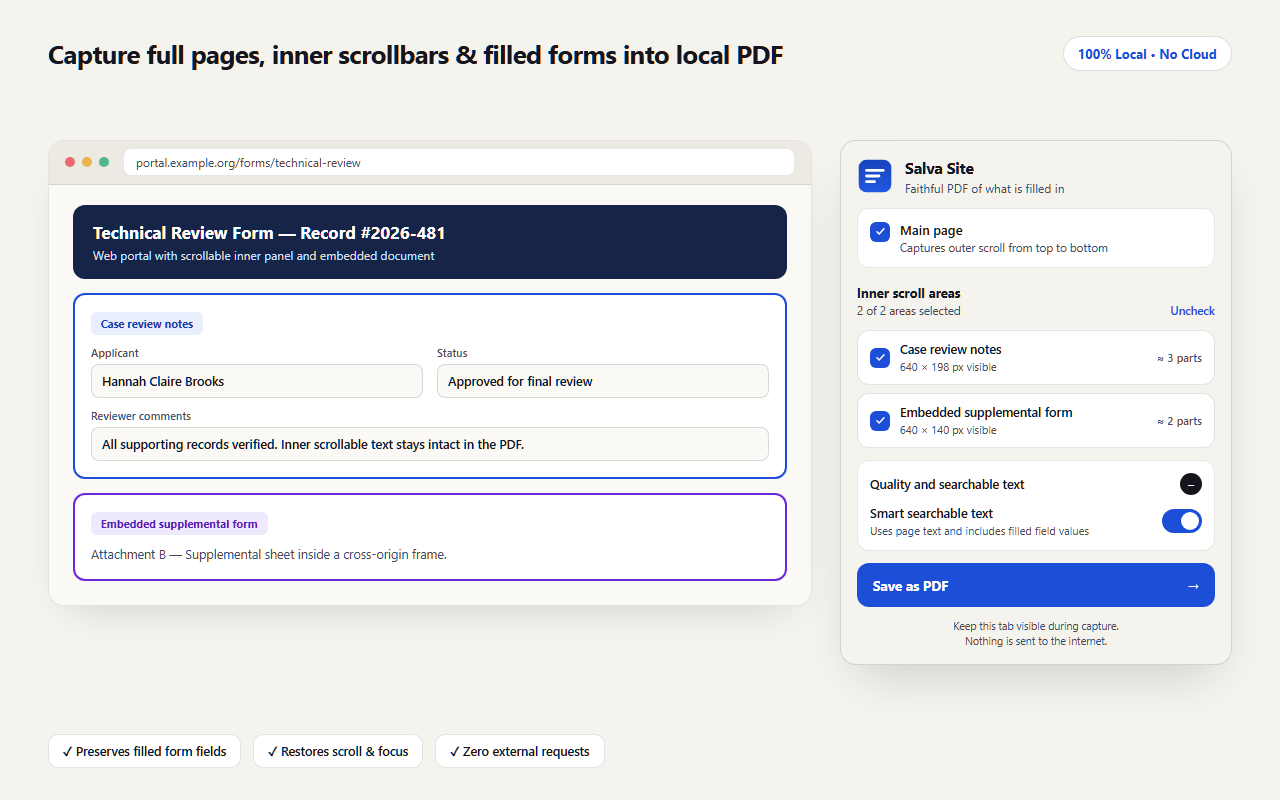 Capture full pages, inner scrollbars & filled forms into local PDF
100% Local • No Cloud
portal.example.org/forms/technical-review
Technical Review Form — Record #2026-481
Web portal with scrollable inner panel and embedded document
Case review notes
Applicant
Status
Hannah Claire Brooks
Approved for final review
Reviewer comments
All supporting records verified. Inner scrollable text stays intact in the PDF.
Embedded supplemental form
Attachment B — Supplemental sheet inside a cross-origin frame.
Salva Site
Faithful PDF of what is filled in
Main page
Captures outer scroll from top to bottom
Inner scroll areas
2 of 2 areas selected
Uncheck
Case review notes
640 × 198 px visible
≈ 3 parts
Embedded supplemental form
640 × 140 px visible
≈ 2 parts
Quality and searchable text
–
Smart searchable text
Uses page text and includes filled field values
Save as PDF →
Keep this tab visible during capture.
Nothing is sent to the internet.
✓ Preserves filled form fields
✓ Restores scroll & focus
✓ Zero external requests